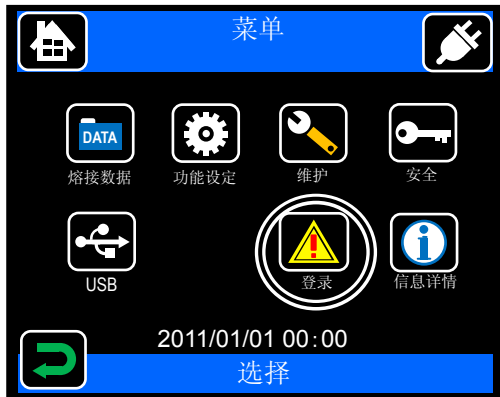 菜单
DATA
熔接数据 功能设定 维护 安全
USB 登录 信息详情
2011/01/01 00:00
选择